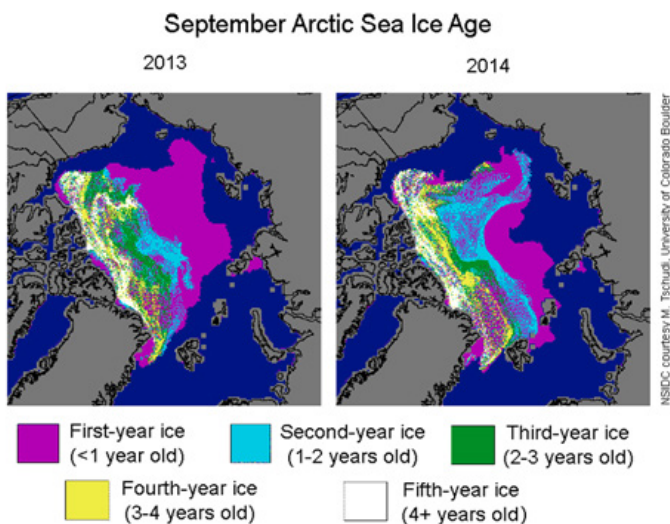 September Arctic Sea Ice Age
2013
2014
NSIDC courtesy M. Tschudi, University of Colorado Boulder
First-year ice
(<1 year old)
Second-year ice
(1-2 years old)
Third-year ice
(2-3 years old)
Fourth-year ice
(3-4 years old)
Fifth-year ice
(4+ years old)